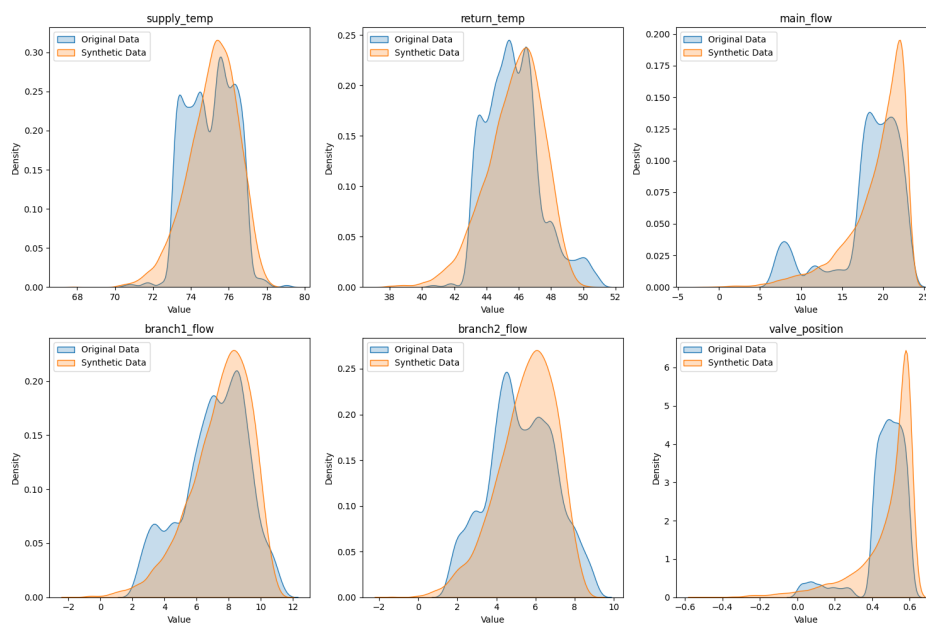 supply_temp
Original Data
Synthetic Data
0.30
0.25
0.20
0.15
0.10
0.05
0.00
Density
68 70 72 74 76 78 80
Value
return_temp
Original Data
Synthetic Data
0.25
0.20
0.15
0.10
0.05
0.00
Density
38 40 42 44 46 48 50 52
Value
main_flow
Original Data
Synthetic Data
0.200
0.175
0.150
0.125
0.100
0.075
0.050
0.025
0.000
Density
−5 0 5 10 15 20 25
Value
branch1_flow
Original Data
Synthetic Data
0.20
0.15
0.10
0.05
0.00
Density
−2 0 2 4 6 8 10 12
Value
branch2_flow
Original Data
Synthetic Data
0.25
0.20
0.15
0.10
0.05
0.00
Density
−2 0 2 4 6 8 10
Value
valve_position
Original Data
Synthetic Data
6
5
4
3
2
1
0
Density
−0.6 −0.4 −0.2 0.0 0.2 0.4 0.6
Value